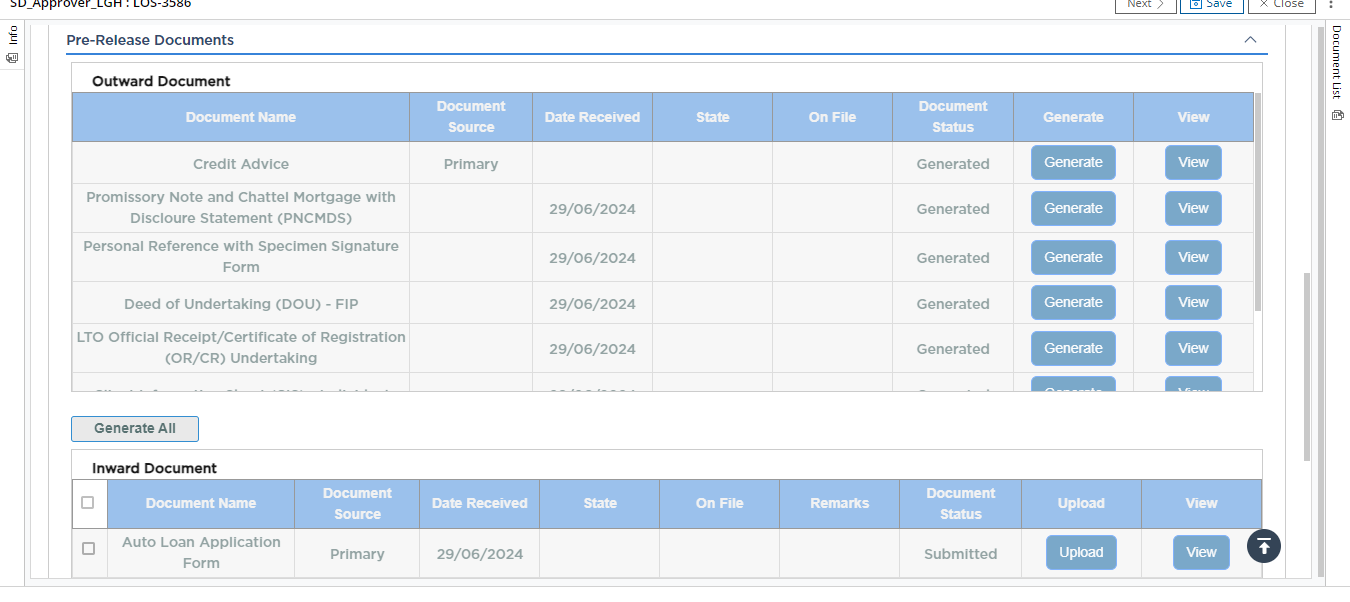 SD_Approver_LGH : LOS-3586
Next
Save
Close
Info
Document List
Pre-Release Documents
Outward Document
Document Name Document Source Date Received State On File Document Status Generate View
Credit Advice Primary Generated Generate View
Promissory Note and Chattel Mortgage with
Discloure Statement (PNCMDS) 29/06/2024 Generated Generate View
Personal Reference with Specimen Signature
Form 29/06/2024 Generated Generate View
Deed of Undertaking (DOU) - FIP 29/06/2024 Generated Generate View
LTO Official Receipt/Certificate of Registration
(OR/CR) Undertaking 29/06/2024 Generated Generate View
Generate View
Generate All
Inward Document
Document Name Document Source Date Received State On File Remarks Document Status Upload View
Auto Loan Application
Form Primary 29/06/2024 Submitted Upload View